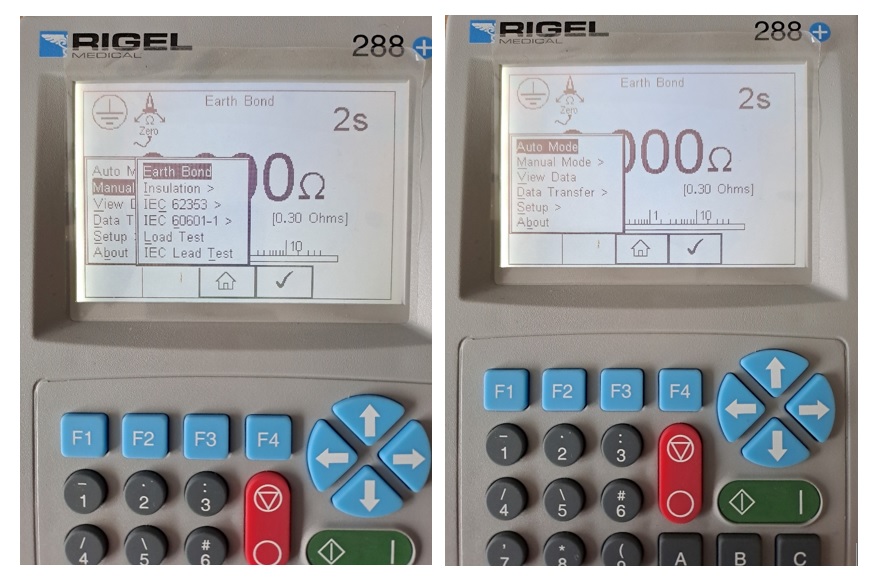 RIGEL
MEDICAL
288+
Earth Bond
2s
Zero
Ω
Auto M
Manual
View D
Data T
Setup
About
Earth Bond
Insulation >
IEC 62353 >
IEC 60601-1 >
Load Test
IEC Lead Test
00Ω
[0.30 Ohms]
10
F1 F2 F3 F4
- 1
. 2
: 3
/ 4
\ 5
# 6
RIGEL
MEDICAL
288+
Earth Bond
2s
Ω
Zero
Auto Mode
Manual Mode >
View Data
Data Transfer >
Setup >
About
000Ω
[0.30 Ohms]
1 10
F1 F2 F3 F4
- 1
. 2
: 3
/ 4
\ 5
# 6
' 7
* 8
( 9
A B C